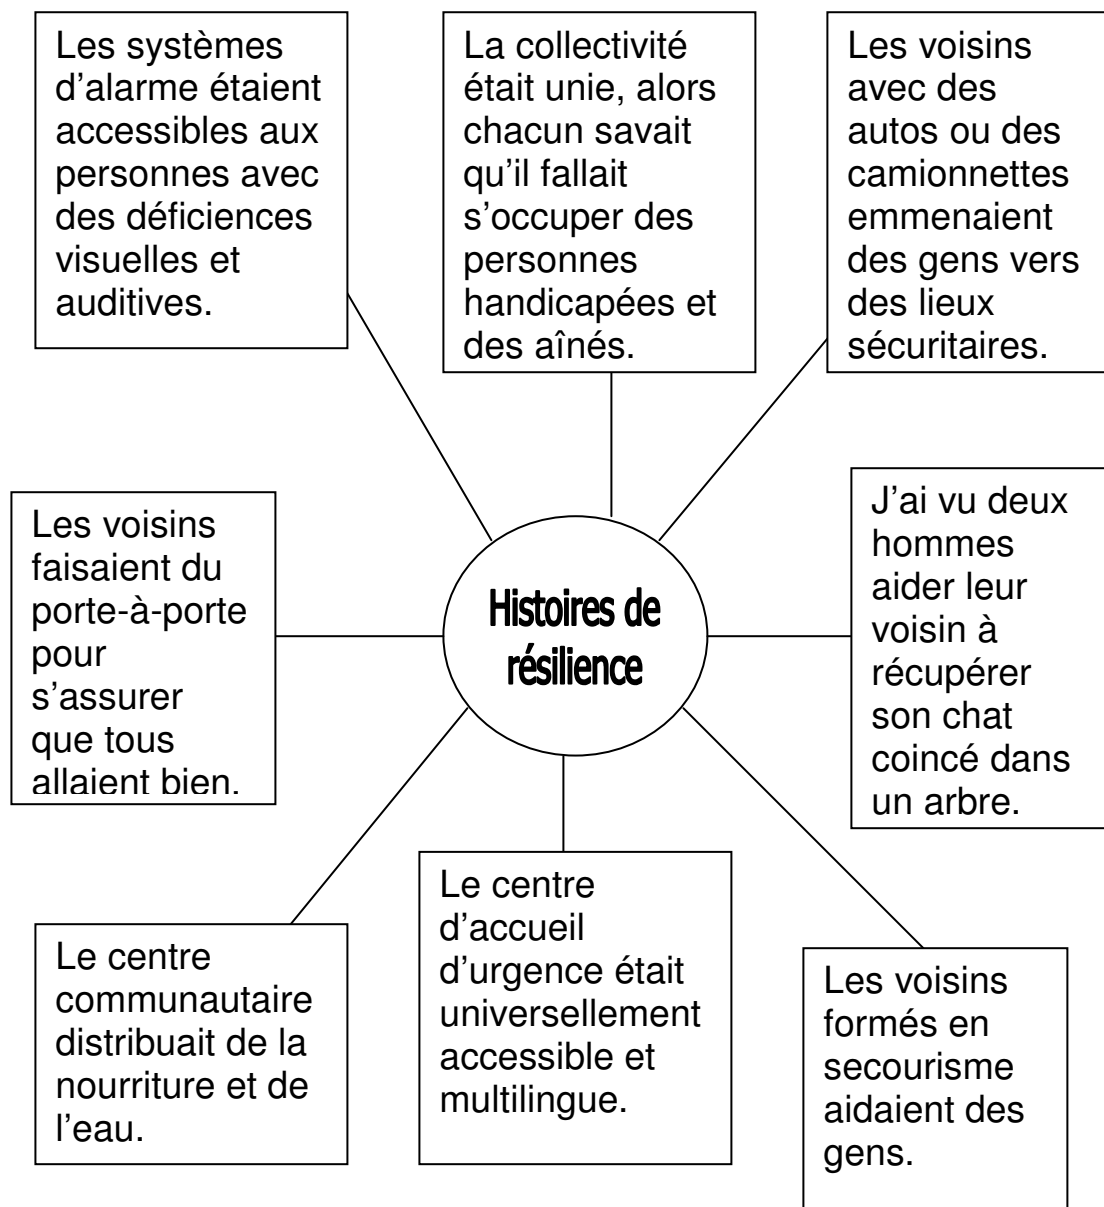 Les systèmes
d’alarme étaient
accessibles aux
personnes avec
des déficiences
visuelles et
auditives.
La collectivité
était unie, alors
chacun savait
qu’il fallait
s’occuper des
personnes
handicapées et
des aînés.
Les voisins
avec des
autos ou des
camionnettes
emmenaient
des gens vers
des lieux
sécuritaires.
Les voisins
faisaient du
porte-à-porte
pour
s’assurer
que tous
allaient bien.
Histoires de
résilience
J’ai vu deux
hommes
aider leur
voisin à
récupérer
son chat
coincé dans
un arbre.
Le centre
communautaire
distribuait de la
nourriture et de
l’eau.
Le centre
d’accueil
d’urgence était
universellement
accessible et
multilingue.
Les voisins
formés en
secourisme
aidaient des
gens.